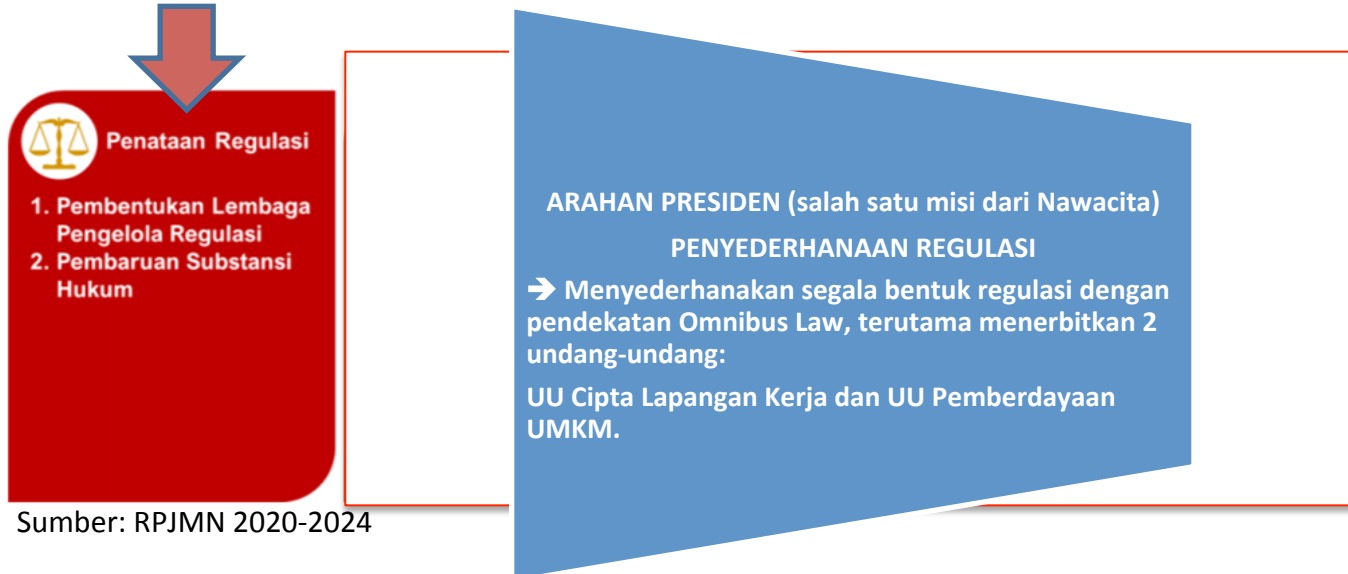 Penataan Regulasi
1. Pembentukan Lembaga
Pengelola Regulasi
2. Pembaruan Substansi
Hukum
ARAHAN PRESIDEN (salah satu misi dari Nawacita)
PENYEDERHANAAN REGULASI
➔ Menyederhanakan segala bentuk regulasi dengan
pendekatan Omnibus Law, terutama menerbitkan 2
undang-undang:
UU Cipta Lapangan Kerja dan UU Pemberdayaan
UMKM.
Sumber: RPJMN 2020-2024